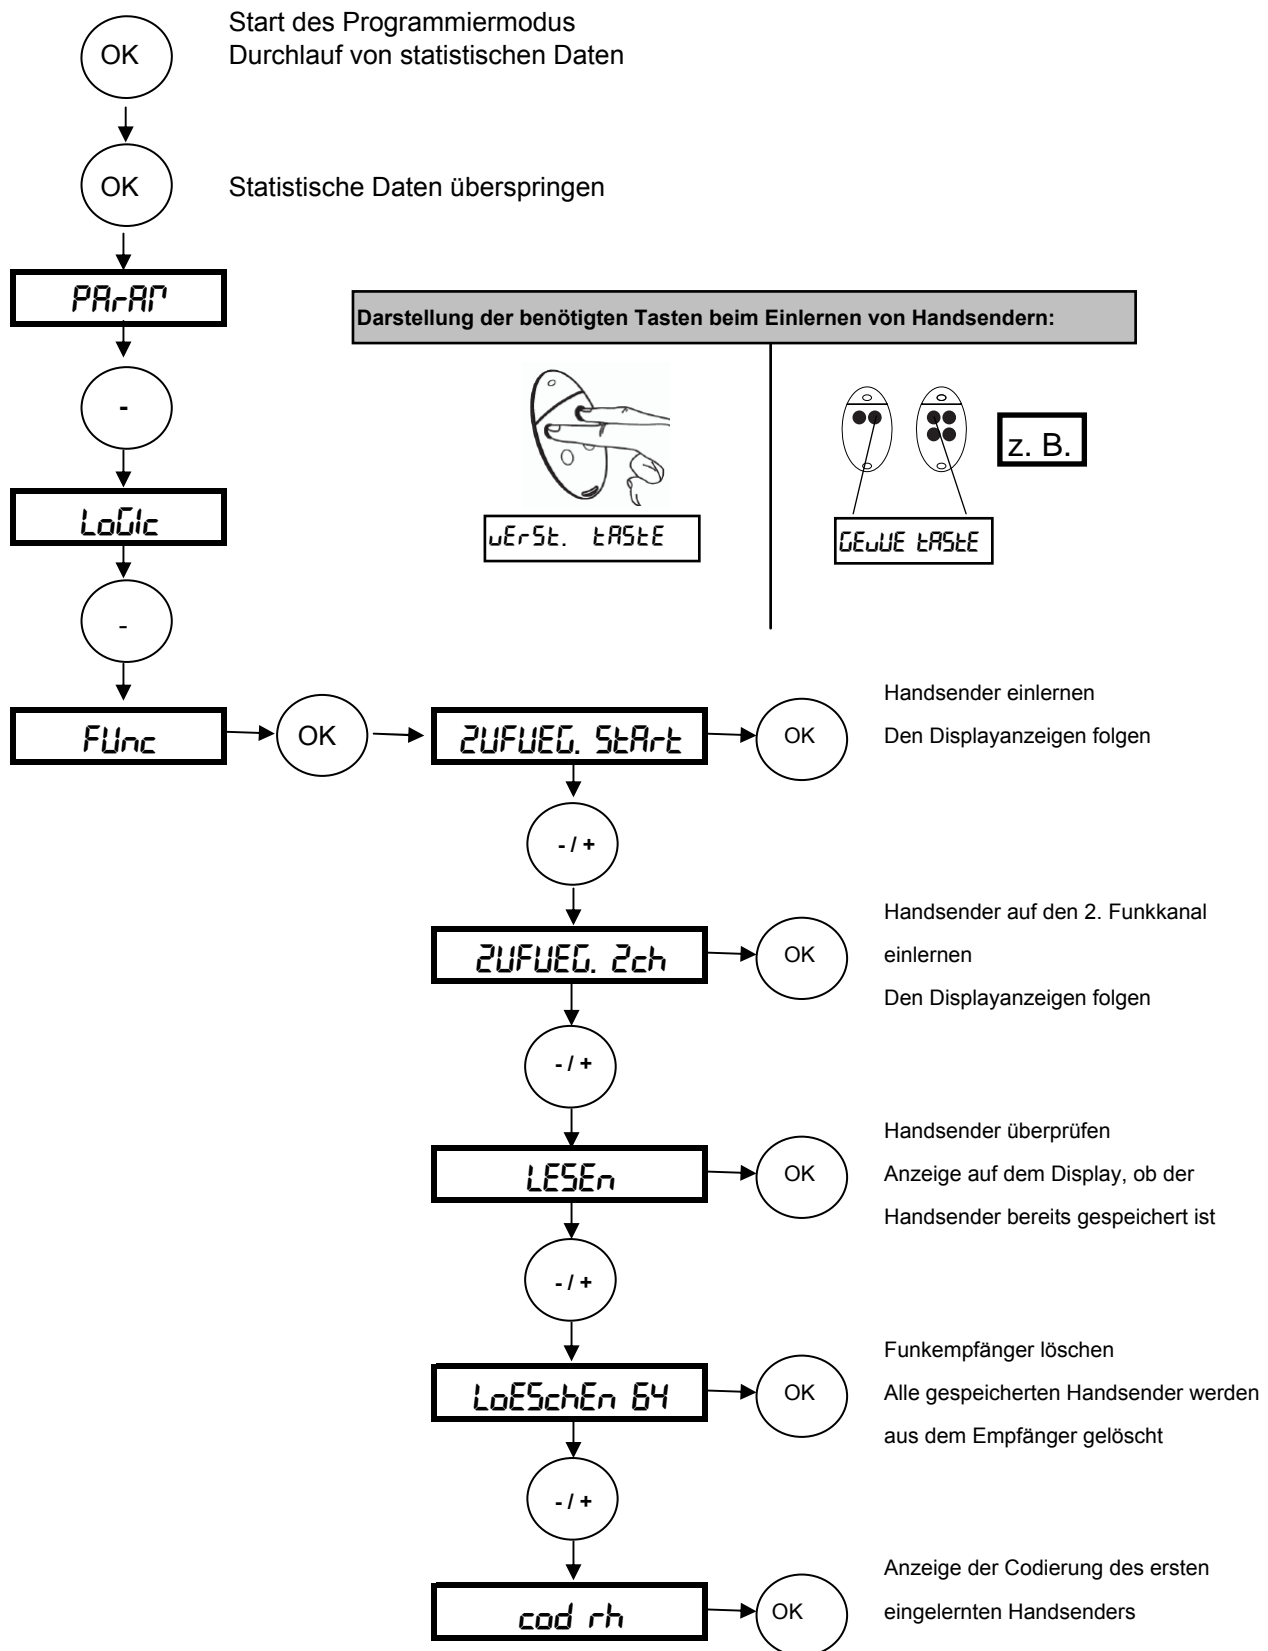 OK
Start des Programmiermodus
Durchlauf von statistischen Daten
OK
Statistische Daten überspringen
PArAM
Darstellung der benötigten Tasten beim Einlernen von Handsendern:
-
z. B.
LoGIc
vErSt. tAStE
GEwUE tAStE
-
FUnc
OK
ZUFUEG. StArt
OK
Handsender einlernen
Den Displayanzeigen folgen
- / +
ZUFUEG. 2ch
OK
Handsender auf den 2. Funkkanal
einlernen
Den Displayanzeigen folgen
- / +
LESEn
OK
Handsender überprüfen
Anzeige auf dem Display, ob der
Handsender bereits gespeichert ist
- / +
LoESchEn 64
OK
Funkempfänger löschen
Alle gespeicherten Handsender werden
aus dem Empfänger gelöscht
- / +
cod rh
OK
Anzeige der Codierung des ersten
eingelernten Handsenders